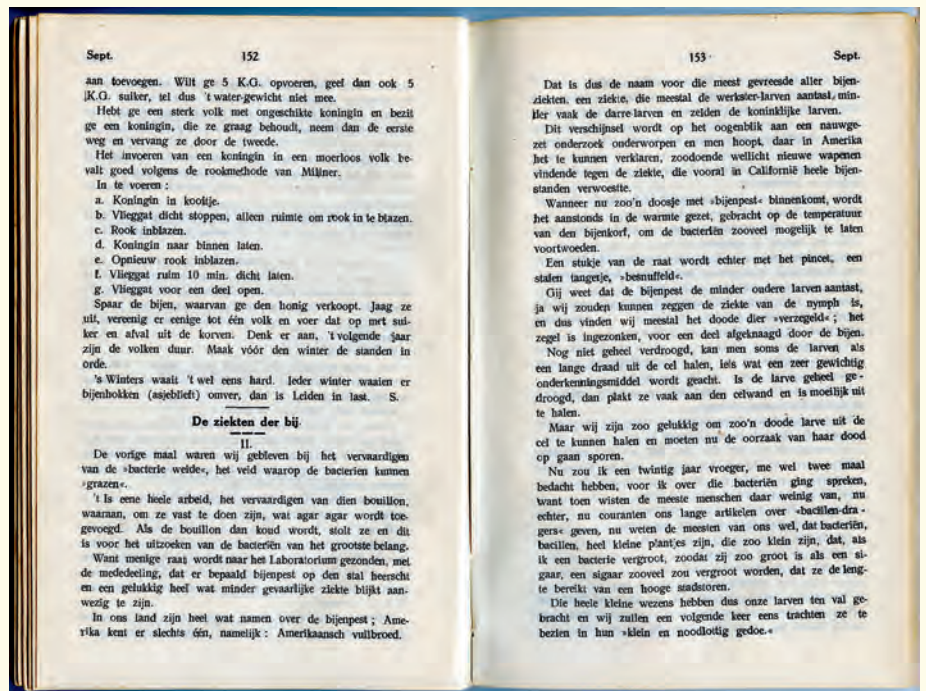 Sept. 152
aan toevoegen. Wilt ge 5 K.G. opvoeren, geef dan ook 5
K.G. suiker, tel dus 't water-gewicht niet mee.
Hebt ge een sterk volk met ongeschikte koningin en bezit
ge een koningin, die ze graag behoudt, neem dan de eerste
weg en vervang ze door de tweede.
Het invoeren van een koningin in een moerloos volk be-
valt goed volgens de rookmethode van Millner.
In te voeren :
a. Koningin in kooitje.
b. Vlieggat dicht stoppen, alleen ruimte om rook in te blazen.
c. Rook inblazen.
d. Koningin naar binnen laten.
e. Opnieuw rook inblazen.
f. Vlieggat ruim 10 min. dicht laten.
g. Vlieggat voor een deel open.
Spaar de bijen, waarvan ge den honig verkoopt. Jaag ze
uit, vereenig er eenige tot één volk en voer dat op met sui-
ker en afval uit de korven. Denk er aan, 't volgende jaar
zijn de volken duur. Maak vóór den winter de standen in
orde.
's Winters waait 't wel eens hard. Ieder winter waaien er
bijenhokken (asjeblieft) omver, dan is Leiden in last. S.
De ziekten der bij.
II.
De vorige maal waren wij gebleven bij het vervaardigen
van de »bacterie weide«, het veld waarop de bacterien kunnen
»grazen«.
't Is eene heele arbeid, het vervaardigen van dien bouillon,
waaraan, om ze vast te doen zijn, wat agar agar wordt toe-
gevoegd. Als de bouillon dan koud wordt, stolt ze en dit
is voor het uitzoeken van de bacteriën van het grootste belang.
Want menige raat wordt naar het Laboratorium gezonden, met
de mededeeling, dat er bepaald bijenpest op den stal heerscht
en een gelukkig heel wat minder gevaarlijke ziekte blijkt aan-
wezig te zijn.
In ons land zijn heel wat namen over de bijenpest ; Ame-
rika kent er slechts één, namelijk : Amerikaansch vuilbroed.
153 Sept.
Dat is dus de naam voor die meest gevreesde aller bijen-
ziekten, een ziekte, die meestal de werkster-larven aantast, min-
der vaak de darre-larven en zelden de koninklijke larven.
Dit verschijnsel wordt op het oogenblik aan een nauwge-
zet onderzoek onderworpen en men hoopt, daar in Amerika
het te kunnen verklaren, zoodoende wellicht nieuwe wapenen
vindende tegen de ziekte, die vooral in Californië heele bijen-
standen verwoestte.
Wanneer nu zoo'n doosje met »bijenpest« binnenkomt, wordt
het aanstonds in de warmte gezet, gebracht op de temperatuur
van den bijenkorf, om de bacteriën zooveel mogelijk te laten
voortwoeden.
Een stukje van de raat wordt echter met het pincet, een
stalen tangetje, »besnuffeld«.
Gij weet dat de bijenpest de minder oudere larven aantast,
ja wij zouden kunnen zeggen de ziekte van de nymph is,
en dus vinden wij meestal het doode dier »verzegeld« ; het
zegel is ingezonken, voor een deel afgeknaagd door de bijen.
Nog niet geheel verdroogd, kan men soms de larven als
een lange draad uit de cel halen, iets wat een zeer gewichtig
onderkenningsmiddel wordt geacht. Is de larve geheel ge-
droogd, dan plakt ze vaak aan den celwand en is moeilijk uit
te halen.
Maar wij zijn zoo gelukkig om zoo'n doode larve uit de
cel te kunnen halen en moeten nu de oorzaak van haar dood
op gaan sporen.
Nu zou ik een twintig jaar vroeger, me wel twee maal
bedacht hebben, voor ik over die bacteriën ging spreken,
want toen wisten de meeste menschen daar weinig van, nu
echter, nu couranten ons lange artikelen over »bacillen-dra-
gers« geven, nu weten de meesten van ons wel, dat bacteriën,
bacillen, heel kleine plantjes zijn, die zoo klein zijn, dat, als
ik een bacterie vergroot, zoodat zij zoo groot is als een si-
gaar, een sigaar zooveel zou vergroot worden, dat ze de leng-
te bereikt van een hooge stadstoren.
Die heele kleine wezens hebben dus onze larven ten val ge-
bracht en wij zullen een volgende keer eens trachten ze te
bezien in hun »klein en noodlottig gedoe.«